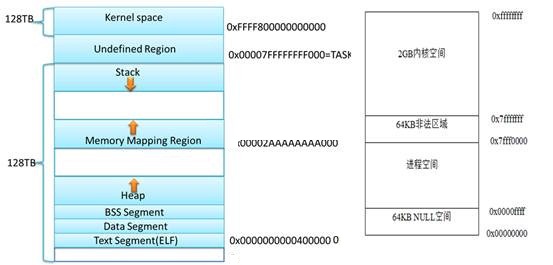 128TB
Kernel space
0xFFFF800000000000
Undefined Region
0x00007FFFFFFFF000=TASK
Stack
Memory Mapping Region
x00002AAAAAAAA000
128TB
Heap
BSS Segment
Data Segment
Text Segment(ELF)
0x0000000000400000 0
0xffffffff
2GB内核空间
0x7fffffff
64KB非法区域
0x7fff0000
进程空间
0x0000ffff
64KB NULL空间
0x00000000